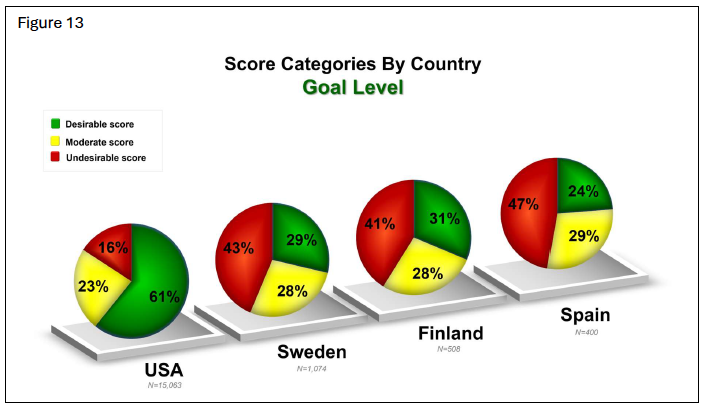 Figure 13
Score Categories By Country
Goal Level
Desirable score
Moderate score
Undesirable score
16%
23%
61%
USA
N=15,063
43%
29%
28%
Sweden
N=1,074
41%
31%
28%
Finland
N=508
47%
24%
29%
Spain
N=400